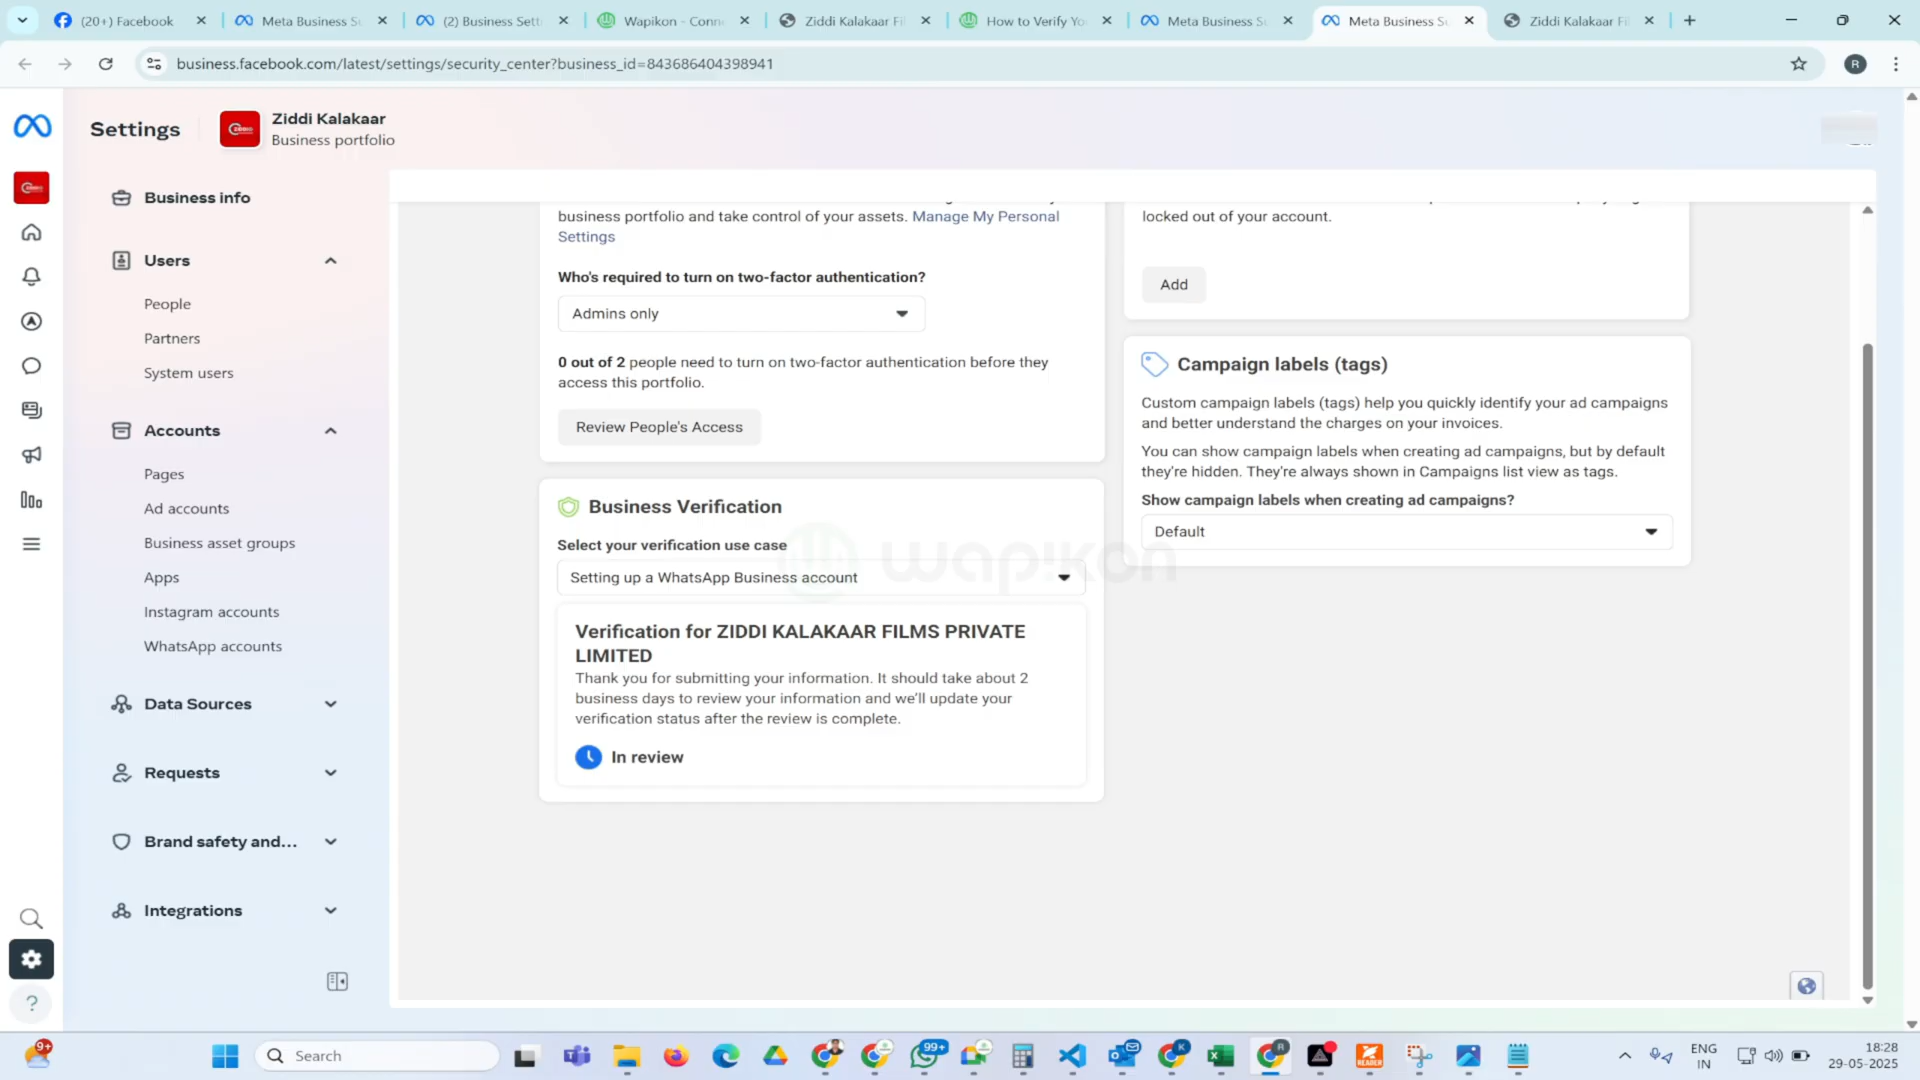 (20+) Facebook
Meta Business Su
(2) Business Sett
Wapikon - Conne
Ziddi Kalakaar Fi
How to Verify Yo
Meta Business Su
Meta Business Su
Ziddi Kalakaar Fi
business.facebook.com/latest/settings/security_center?business_id=843686404398941
R
Settings
Ziddi Kalakaar
Business portfolio
Business info
Users
People
Partners
System users
Accounts
Pages
Ad accounts
Business asset groups
Apps
Instagram accounts
WhatsApp accounts
Data Sources
Requests
Brand safety and...
Integrations
business portfolio and take control of your assets. Manage My Personal
Settings
Who's required to turn on two-factor authentication?
Admins only
0 out of 2 people need to turn on two-factor authentication before they
access this portfolio.
Review People's Access
Business Verification
Select your verification use case
Setting up a WhatsApp Business account
Verification for ZIDDI KALAKAAR FILMS PRIVATE
LIMITED
Thank you for submitting your information. It should take about 2
business days to review your information and we'll update your
verification status after the review is complete.
In review
locked out of your account.
Add
Campaign labels (tags)
Custom campaign labels (tags) help you quickly identify your ad campaigns
and better understand the charges on your invoices.
You can show campaign labels when creating ad campaigns, but by default
they're hidden. They're always shown in Campaigns list view as tags.
Show campaign labels when creating ad campaigns?
Default
wapikon
9+
Search
99+
K
R
READER
ENG
IN
18:28
29-05-2025